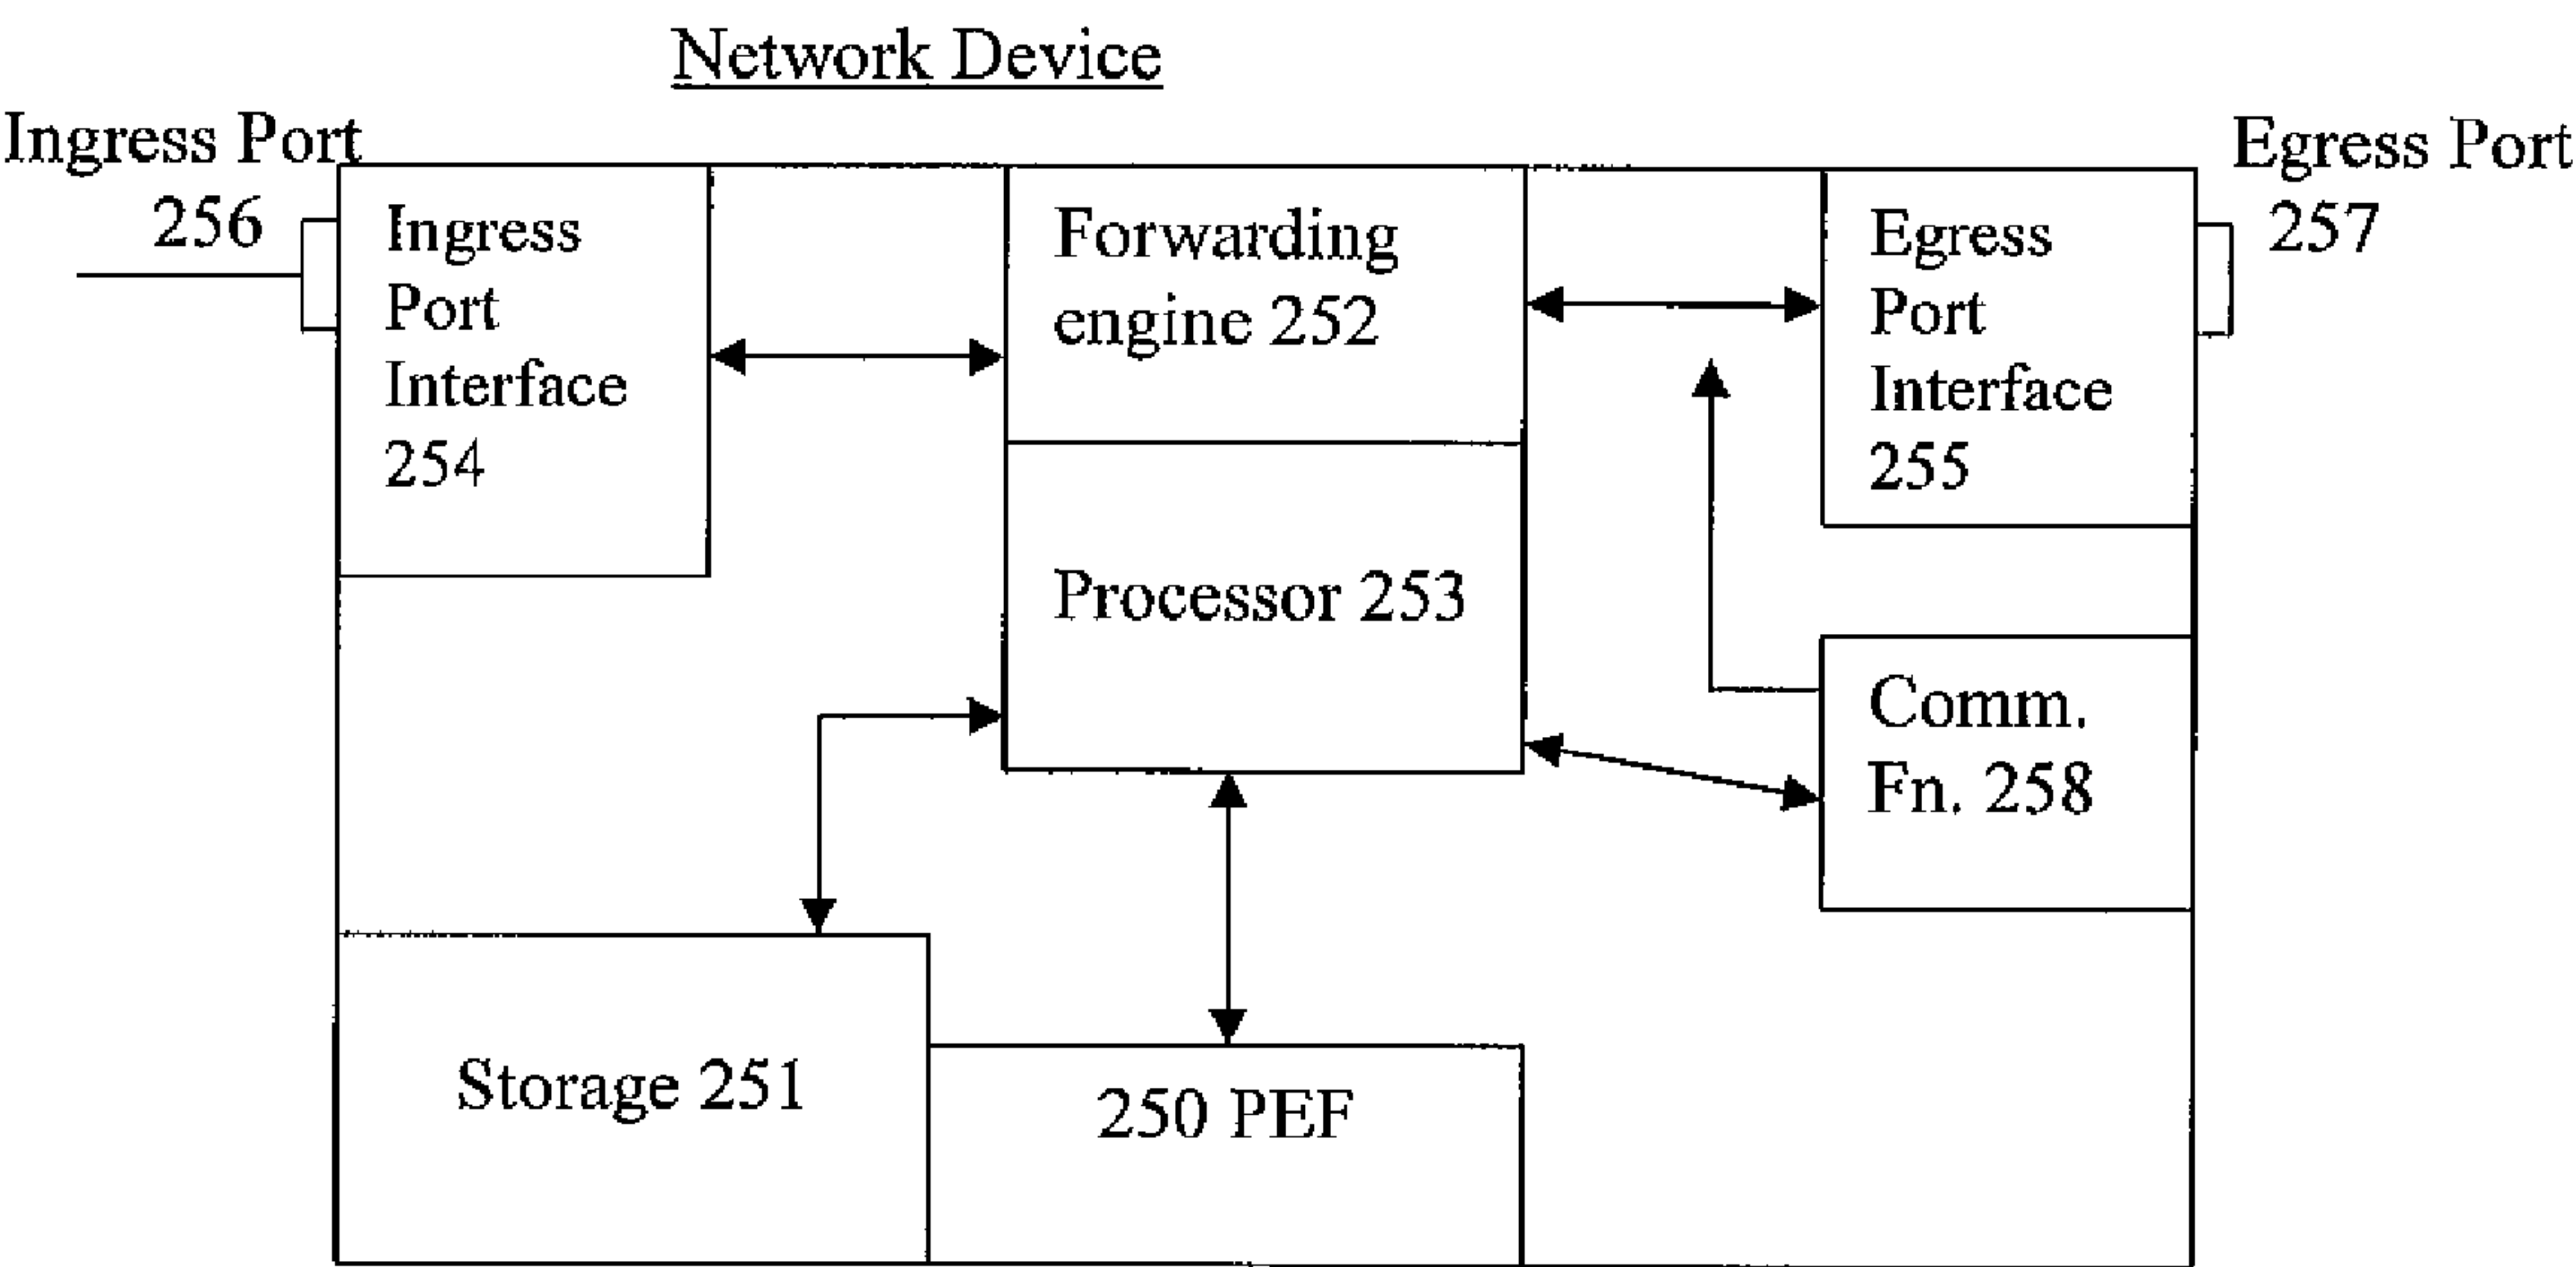 Network Device
Ingress Port
256
Ingress
Port
Interface
254
Forwarding
engine 252
Processor 253
Egress Port
257
Egress
Port
Interface
255
Comm.
Fn. 258
Storage 251
250 PEF